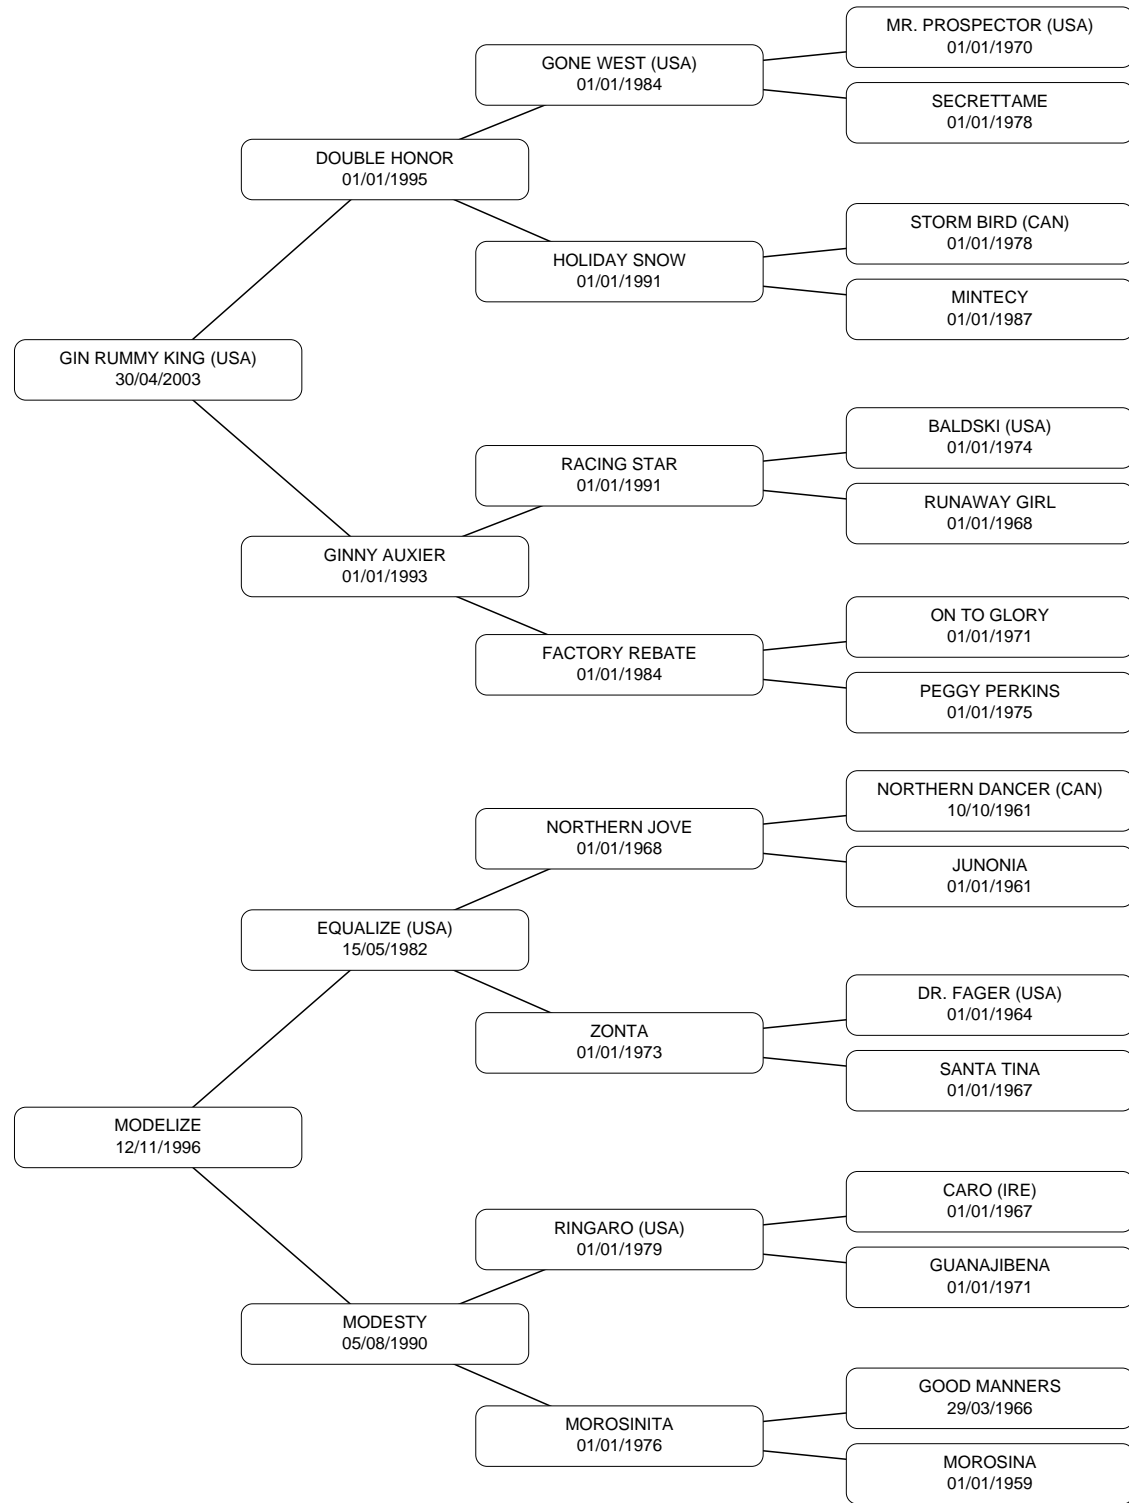 MR. PROSPECTOR (USA)
01/01/1970
GONE WEST (USA)
01/01/1984
SECRETTAME
01/01/1978
DOUBLE HONOR
01/01/1995
STORM BIRD (CAN)
01/01/1978
HOLIDAY SNOW
01/01/1991
MINTECY
01/01/1987
GIN RUMMY KING (USA)
30/04/2003
BALDSKI (USA)
01/01/1974
RACING STAR
01/01/1991
RUNAWAY GIRL
01/01/1968
GINNY AUXIER
01/01/1993
ON TO GLORY
01/01/1971
FACTORY REBATE
01/01/1984
PEGGY PERKINS
01/01/1975
NORTHERN DANCER (CAN)
10/10/1961
NORTHERN JOVE
01/01/1968
JUNONIA
01/01/1961
EQUALIZE (USA)
15/05/1982
DR. FAGER (USA)
01/01/1964
ZONTA
01/01/1973
SANTA TINA
01/01/1967
MODELIZE
12/11/1996
CARO (IRE)
01/01/1967
RINGARO (USA)
01/01/1979
GUANAJIBENA
01/01/1971
MODESTY
05/08/1990
GOOD MANNERS
29/03/1966
MOROSINITA
01/01/1976
MOROSINA
01/01/1959